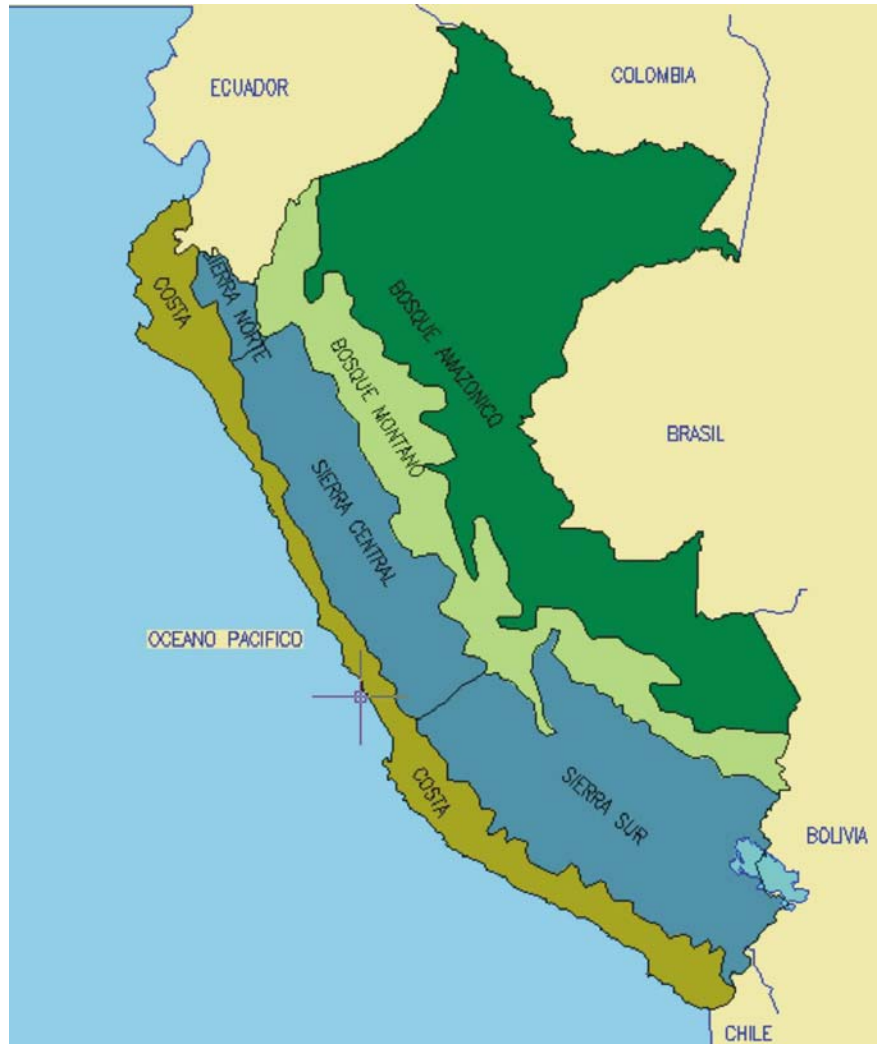 ECUADOR
COLOMBIA
SIERRA NORTE
COSTA
BOSQUE AMAZONICO
BOSQUE MONTANO
BRASIL
SIERRA CENTRAL
OCEANO PACIFICO
COSTA
SIERRA SUR
BOLIVIA
CHILE